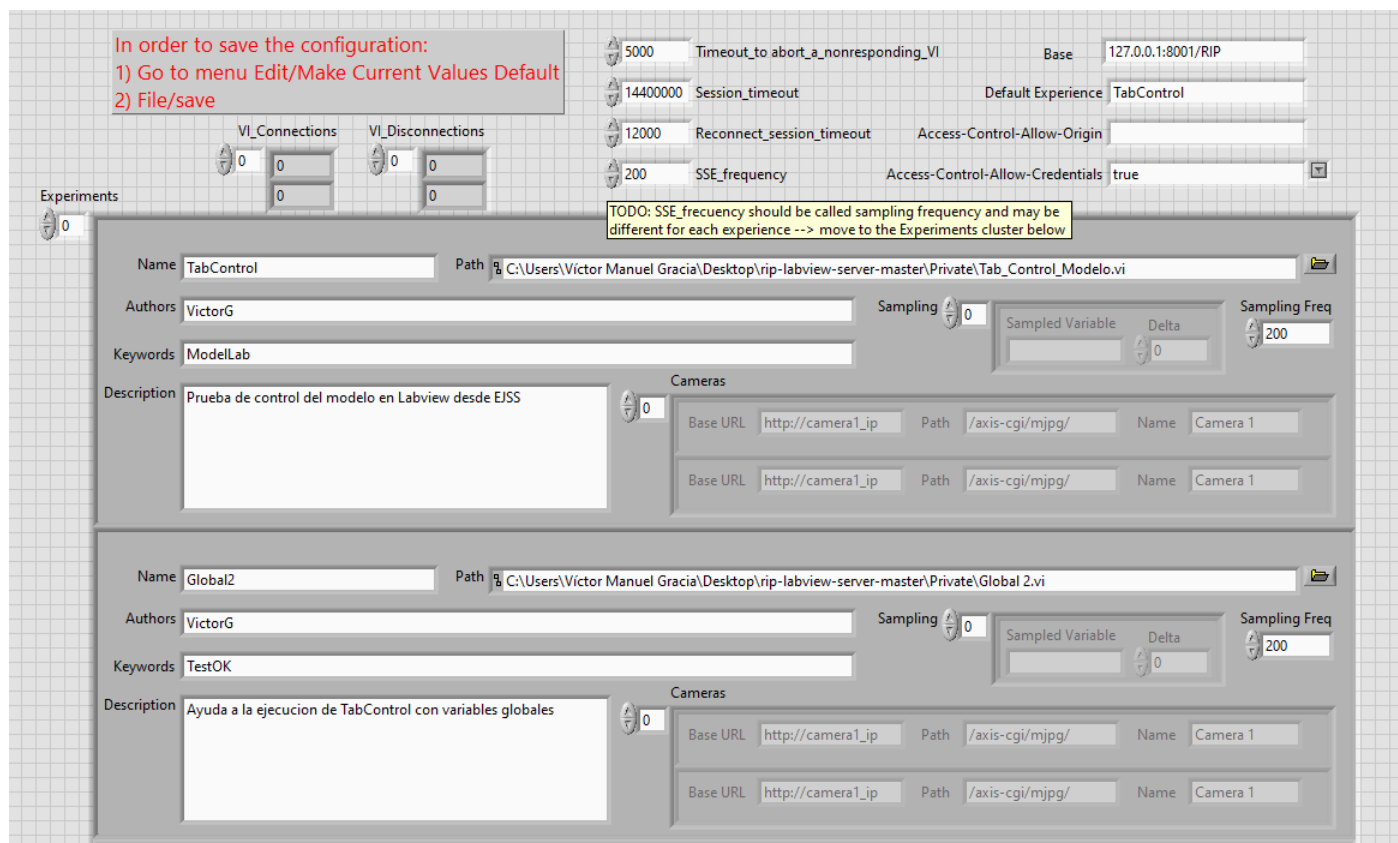 In order to save the configuration:
1) Go to menu Edit/Make Current Values Default
2) File/save
5000 Timeout_to abort_a_nonresponding_VI Base 127.0.0.1:8001/RIP
14400000 Session_timeout Default Experience TabControl
VI_Connections VI_Disconnections
12000 Reconnect_session_timeout Access-Control-Allow-Origin
0 0 0 0
200 SSE_frequency Access-Control-Allow-Credentials true
0 0
Experiments
0
TODO: SSE_frecuency should be called sampling frequency and may be
different for each experience --> move to the Experiments cluster below
Name TabControl Path C:\Users\Víctor Manuel Gracia\Desktop\rip-labview-server-master\Private\Tab_Control_Modelo.vi
Authors VictorG Sampling 0 Sampled Variable Delta 0 Sampling Freq 200
Keywords ModelLab
Description Prueba de control del modelo en Labview desde EJSS
Cameras
0
Base URL http://camera1_ip Path /axis-cgi/mjpg/ Name Camera 1
Base URL http://camera1_ip Path /axis-cgi/mjpg/ Name Camera 1
Name Global2 Path C:\Users\Víctor Manuel Gracia\Desktop\rip-labview-server-master\Private\Global 2.vi
Authors VictorG Sampling 0 Sampled Variable Delta 0 Sampling Freq 200
Keywords TestOK
Description Ayuda a la ejecucion de TabControl con variables globales
Cameras
0
Base URL http://camera1_ip Path /axis-cgi/mjpg/ Name Camera 1
Base URL http://camera1_ip Path /axis-cgi/mjpg/ Name Camera 1